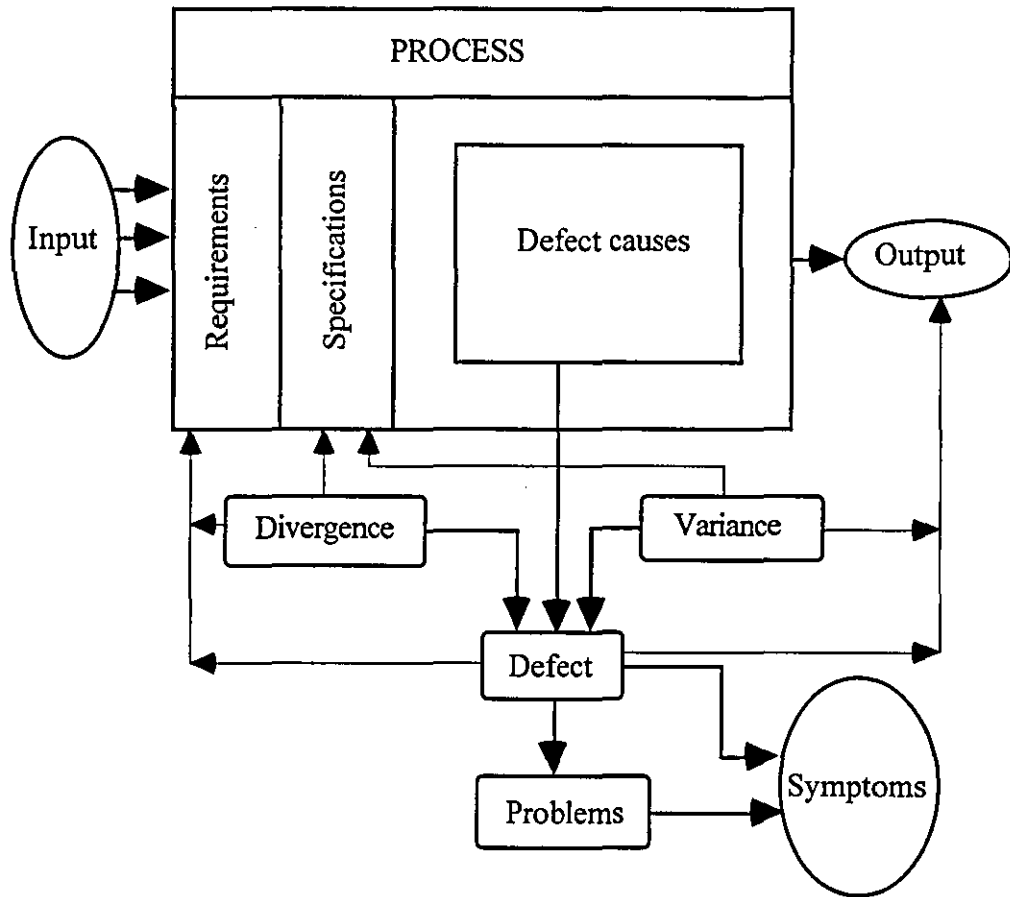 PROCESS
Input
Requirements
Specifications
Defect causes
Output
Divergence
Variance
Defect
Problems
Symptoms